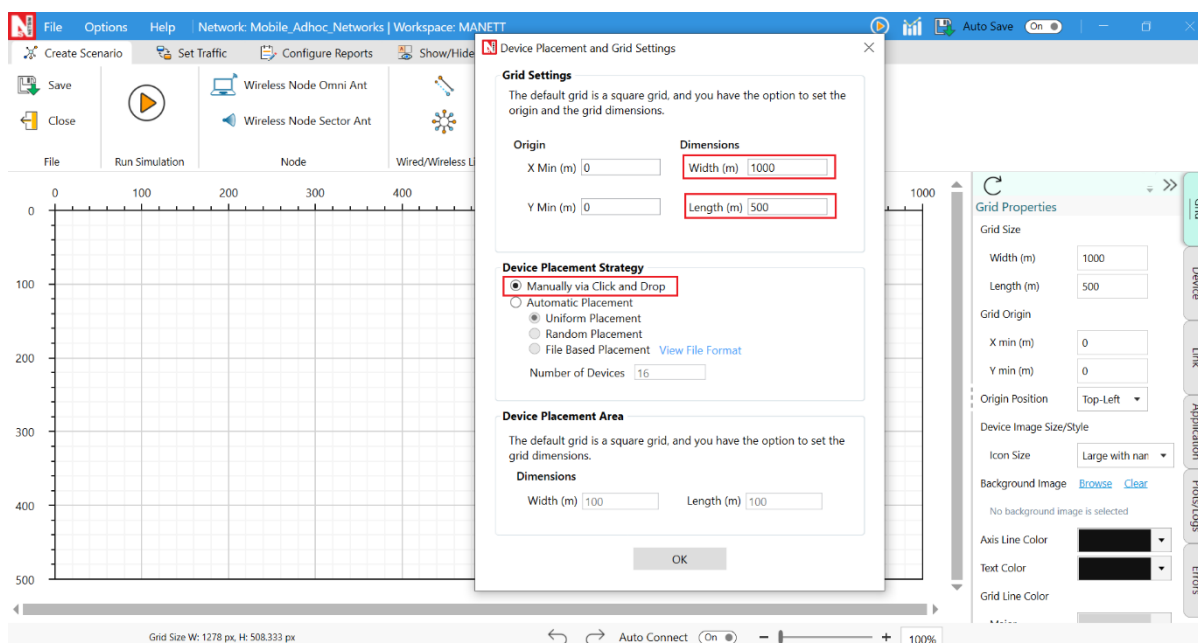 File Options Help Network: Mobile_Adhoc_Networks | Workspace: MANETT Auto Save On
Create Scenario Set Traffic Configure Reports Show/Hide
Save
Close
File
Run Simulation
Wireless Node Omni Ant
Wireless Node Sector Ant
Node
Wired/Wireless Li
0 100 200 300 400 1000
0
100
200
300
400
500
Device Placement and Grid Settings
Grid Settings
The default grid is a square grid, and you have the option to set the
origin and the grid dimensions.
Origin Dimensions
X Min (m) 0 Width (m) 1000
Y Min (m) 0 Length (m) 500
Device Placement Strategy
Manually via Click and Drop
Automatic Placement
Uniform Placement
Random Placement
File Based Placement View File Format
Number of Devices 16
Device Placement Area
The default grid is a square grid, and you have the option to set the
grid dimensions.
Dimensions
Width (m) 100 Length (m) 100
OK
Grid Properties
Grid Size
Width (m) 1000
Length (m) 500
Grid Origin
X min (m) 0
Y min (m) 0
Origin Position Top-Left
Device Image Size/Style
Icon Size Large with nan
Background Image Browse Clear
No background image is selected
Axis Line Color
Text Color
Grid Line Color
Grid
Device
Link
Application
Plots/Logs
Errors
Grid Size W: 1278 px, H: 508.333 px Auto Connect On 100%